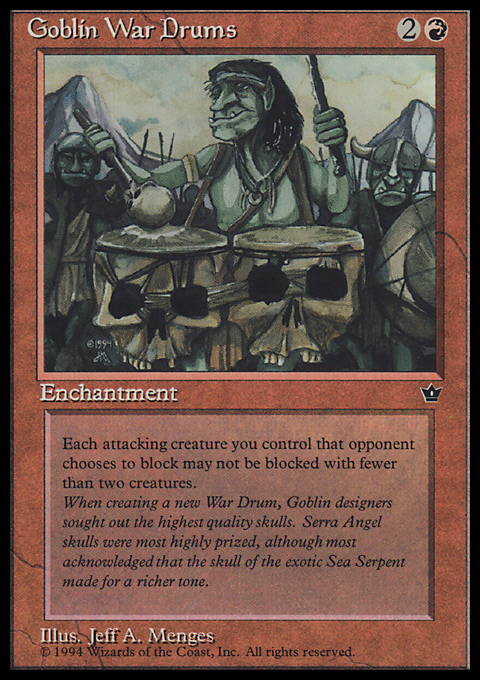 Goblin War Drums
2
©1994
Enchantment
Each attacking creature you control that opponent
chooses to block may not be blocked with fewer
than two creatures.
When creating a new War Drum, Goblin designers
sought out the highest quality skulls. Serra Angel
skulls were most highly prized, although most
acknowledged that the skull of the exotic Sea Serpent
made for a richer tone.
Illus. Jeff A. Menges
© 1994 Wizards of the Coast, Inc. All rights reserved.